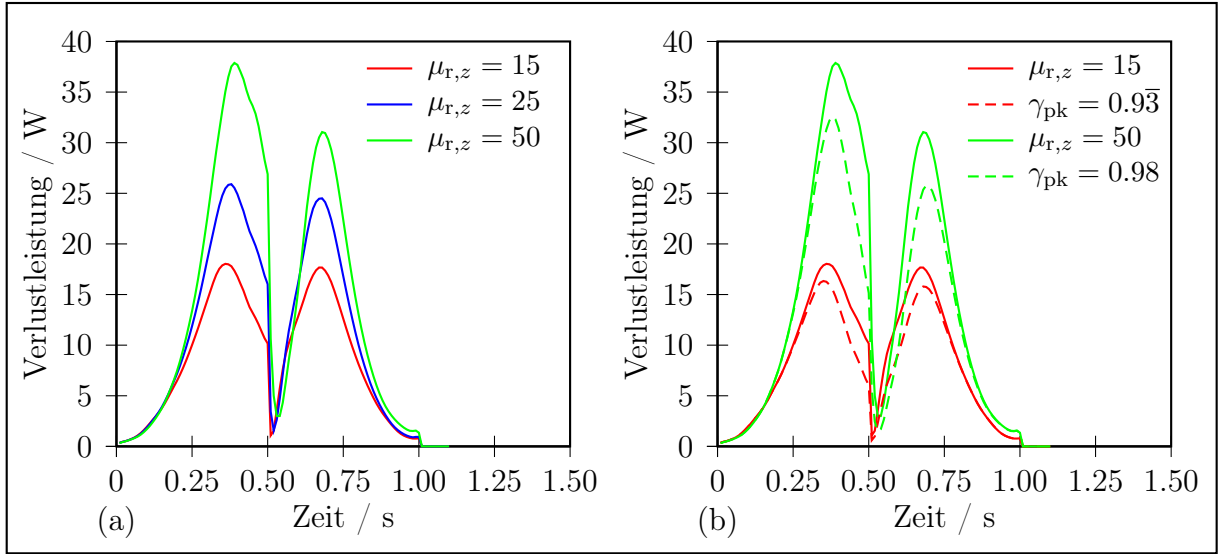 40
35
30
25
20
15
10
5
0
Verlustleistung / W
μr,z = 15
μr,z = 25
μr,z = 50
0 0.25 0.50 0.75 1.00 1.25 1.50
(a) Zeit / s
40
35
30
25
20
15
10
5
0
Verlustleistung / W
μr,z = 15
γpk = 0.93̅
μr,z = 50
γpk = 0.98
0 0.25 0.50 0.75 1.00 1.25 1.50
(b) Zeit / s